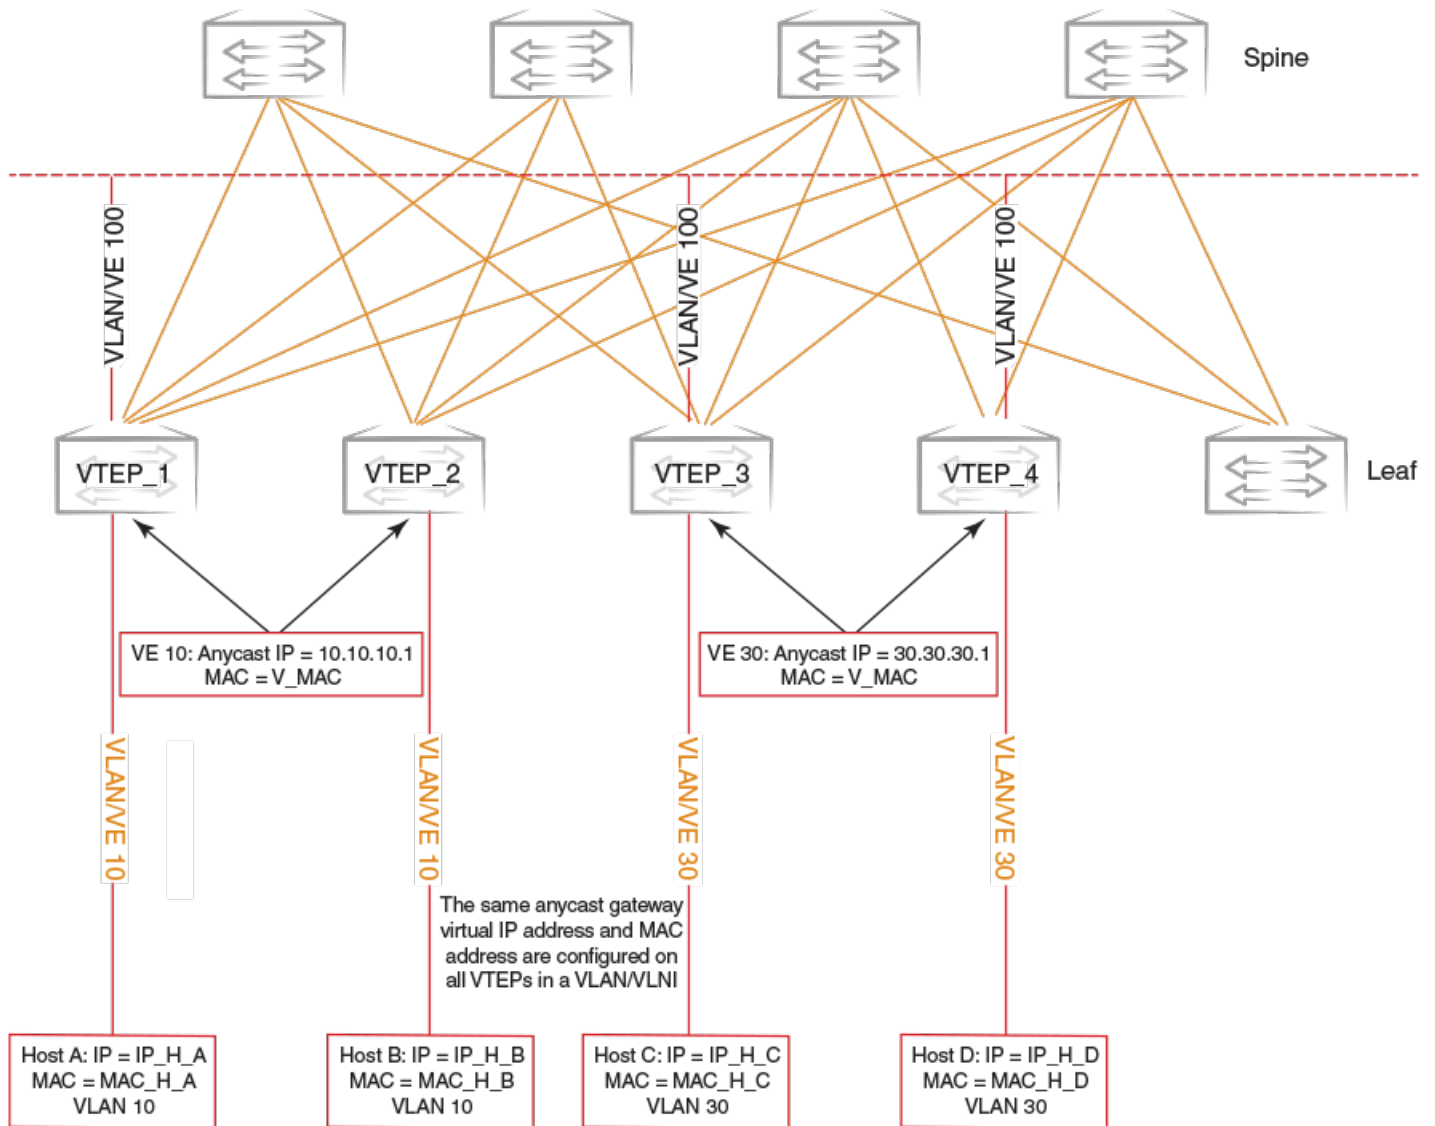 Spine
VLAN/VE 100
VLAN/VE 100
VLAN/VE 100
VTEP_1
VTEP_2
VTEP_3
VTEP_4
Leaf
VE 10: Anycast IP = 10.10.10.1
MAC = V_MAC
VE 30: Anycast IP = 30.30.30.1
MAC = V_MAC
VLAN/VE 10
VLAN/VE 10
VLAN/VE 30
VLAN/VE 30
The same anycast gateway
virtual IP address and MAC
address are configured on
all VTEPs in a VLAN/VLNI
Host A: IP = IP_H_A
MAC = MAC_H_A
VLAN 10
Host B: IP = IP_H_B
MAC = MAC_H_B
VLAN 10
Host C: IP = IP_H_C
MAC = MAC_H_C
VLAN 30
Host D: IP = IP_H_D
MAC = MAC_H_D
VLAN 30